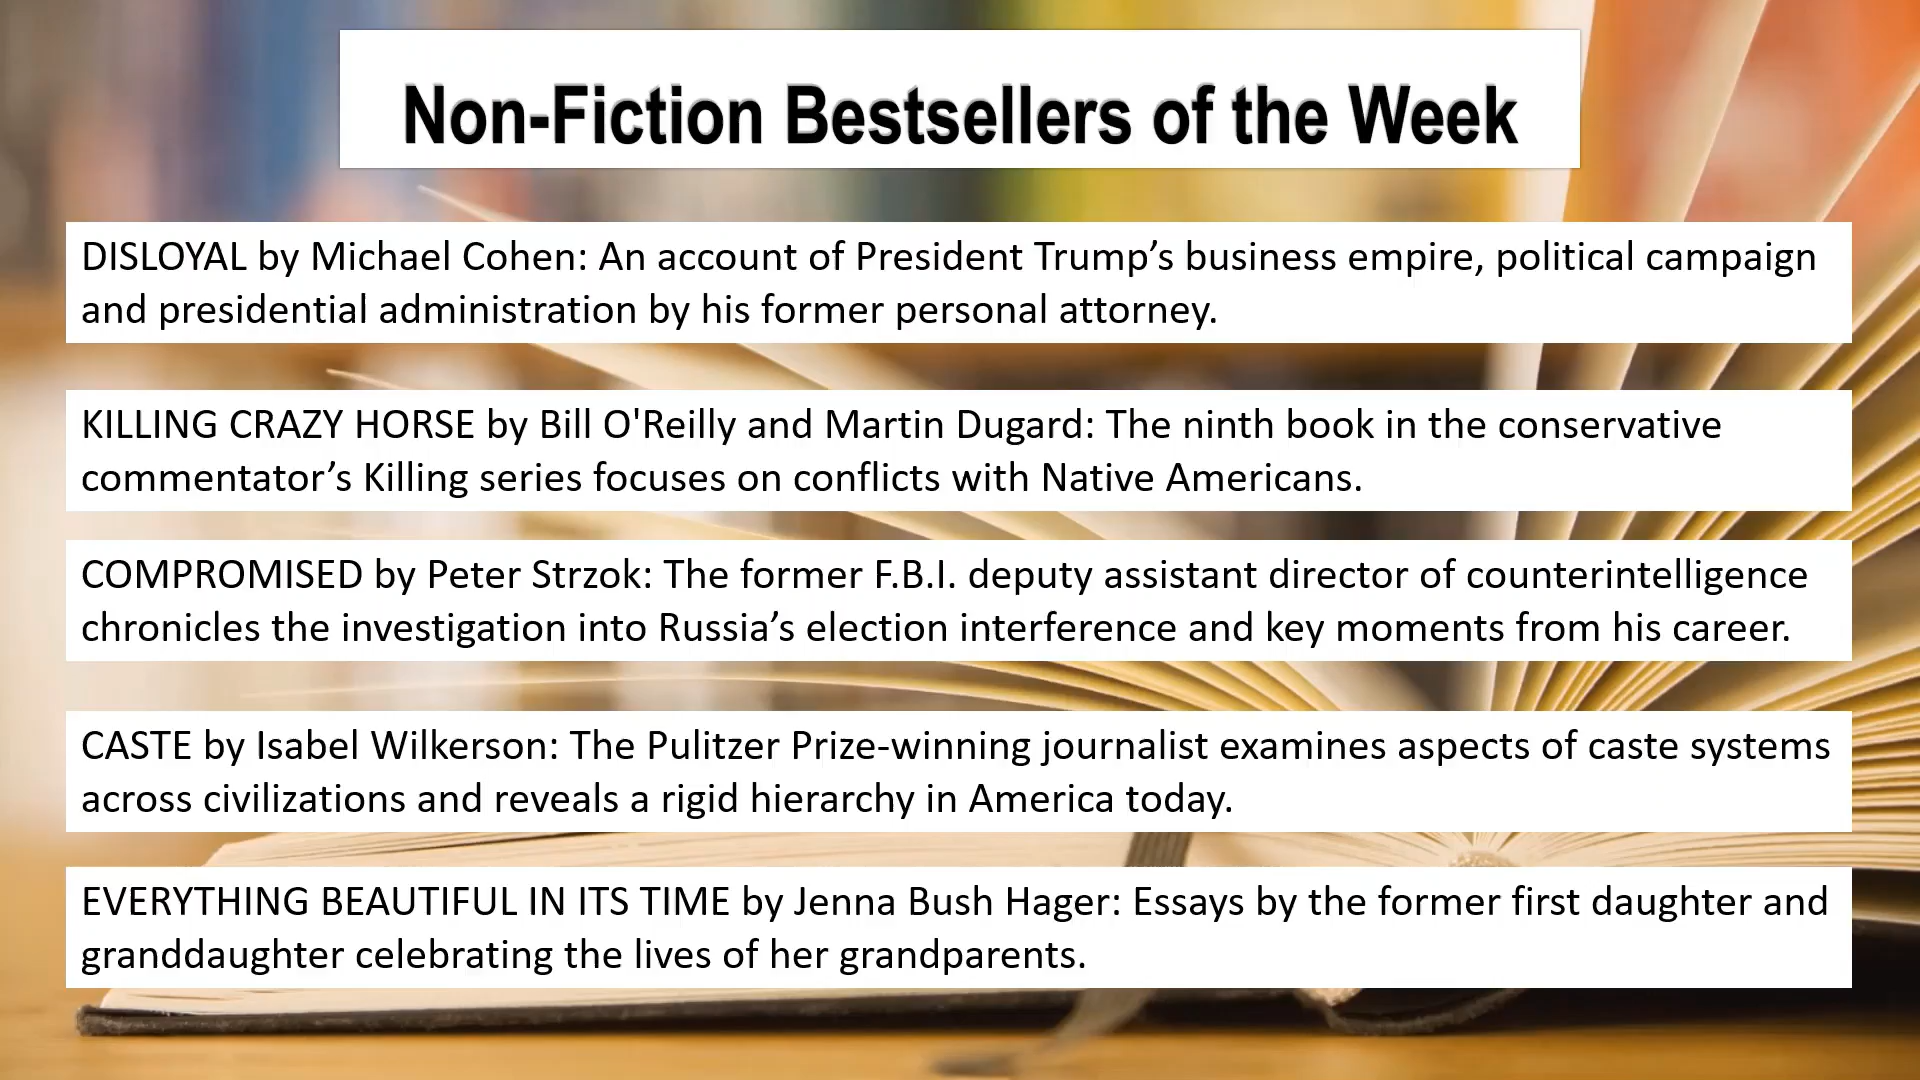 Non-Fiction Bestsellers of the Week
DISLOYAL by Michael Cohen: An account of President Trump’s business empire, political campaign
and presidential administration by his former personal attorney.
KILLING CRAZY HORSE by Bill O'Reilly and Martin Dugard: The ninth book in the conservative
commentator’s Killing series focuses on conflicts with Native Americans.
COMPROMISED by Peter Strzok: The former F.B.I. deputy assistant director of counterintelligence
chronicles the investigation into Russia’s election interference and key moments from his career.
CASTE by Isabel Wilkerson: The Pulitzer Prize-winning journalist examines aspects of caste systems
across civilizations and reveals a rigid hierarchy in America today.
EVERYTHING BEAUTIFUL IN ITS TIME by Jenna Bush Hager: Essays by the former first daughter and
granddaughter celebrating the lives of her grandparents.